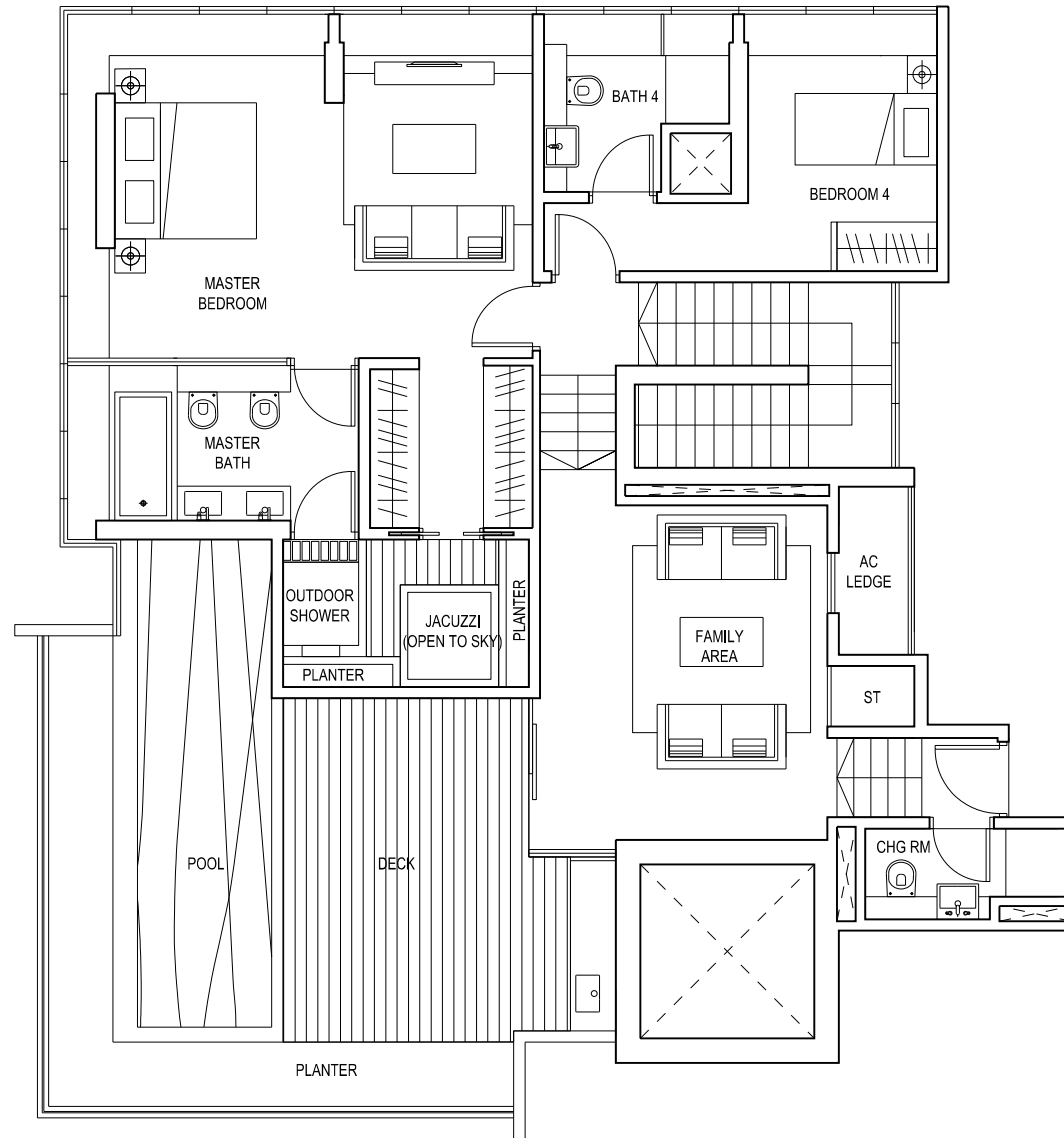 BATH 4
BEDROOM 4
MASTER
BEDROOM
MASTER
BATH
AC
LEDGE
OUTDOOR
SHOWER
JACUZZI
(OPEN TO SKY)
PLANTER
FAMILY
AREA
PLANTER
ST
POOL
DECK
CHG RM
PLANTER